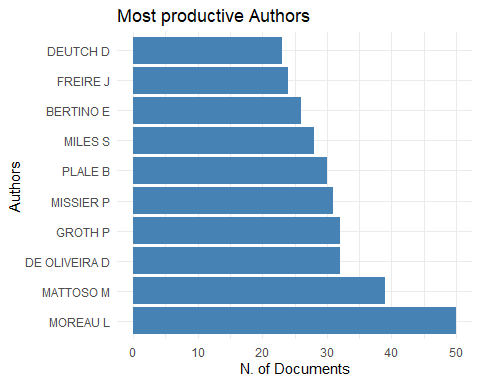 Most productive Authors
Authors
DEUTCH D
FREIRE J
BERTINO E
MILES S
PLALE B
MISSIER P
GROTH P
DE OLIVEIRA D
MATTOSO M
MOREAU L
0 10 20 30 40 50
N. of Documents